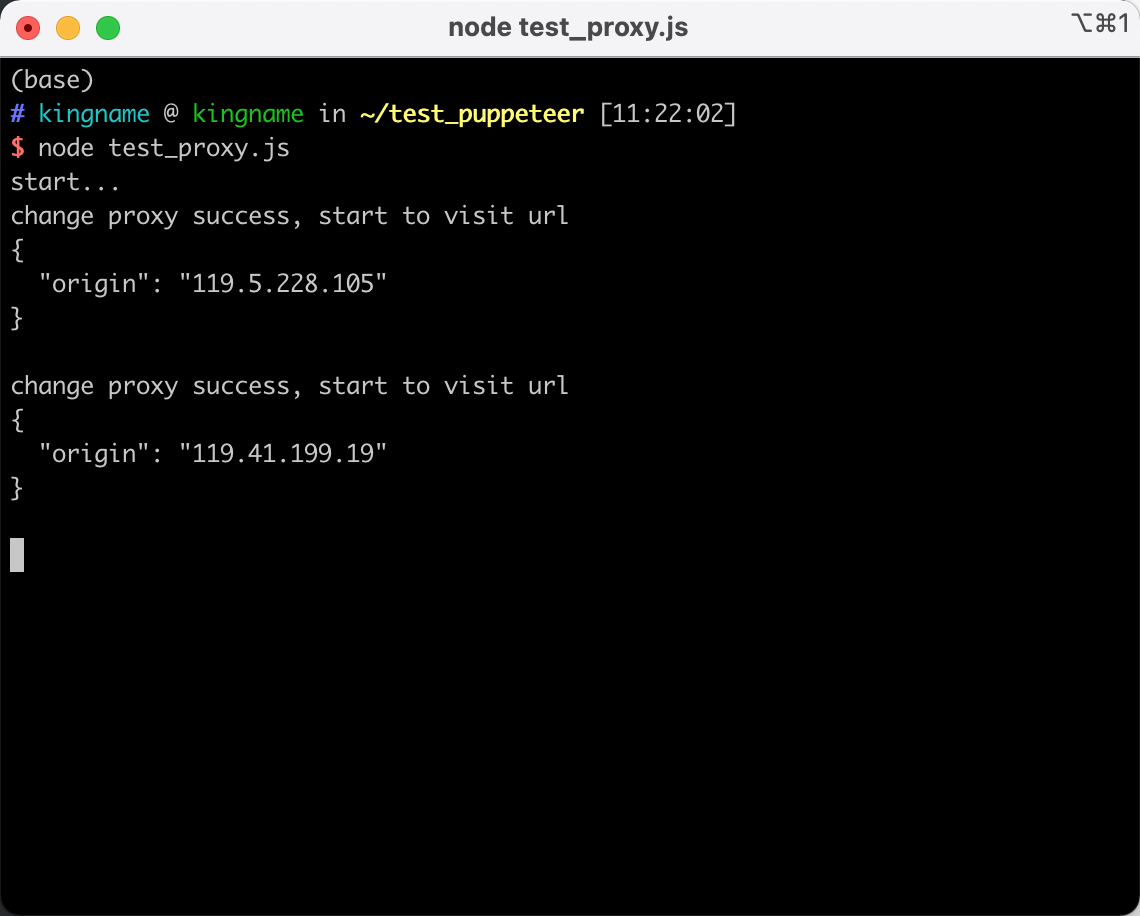 node test_proxy.js
⌥⌘1
(base)
# kingname @ kingname in ~/test_puppeteer [11:22:02]
$ node test_proxy.js
start...
change proxy success, start to visit url
{
  "origin": "119.5.228.105"
}
change proxy success, start to visit url
{
  "origin": "119.41.199.19"
}